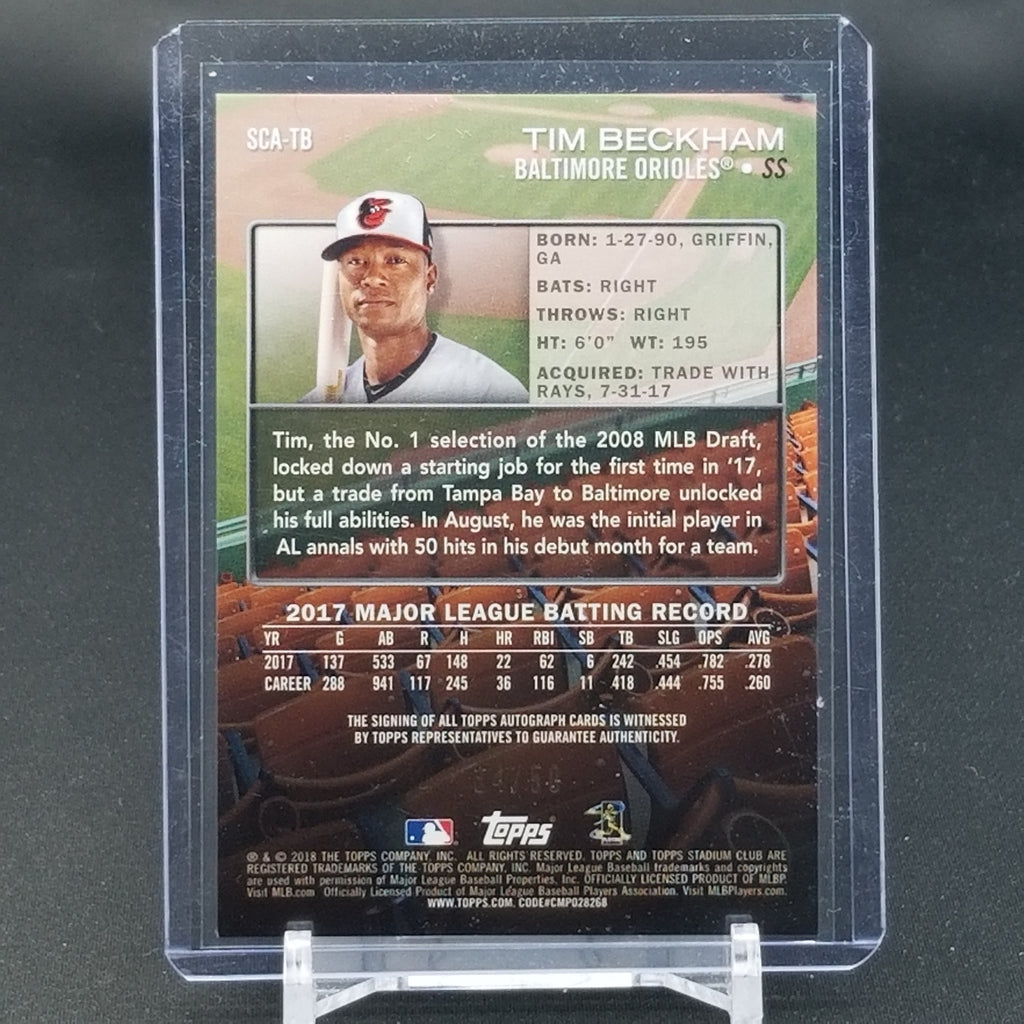 SCA-TB
TIM BECKHAM
BALTIMORE ORIOLES® • SS
BORN: 1-27-90, GRIFFIN,
GA
BATS: RIGHT
THROWS: RIGHT
HT: 6'0" WT: 195
ACQUIRED: TRADE WITH
RAYS, 7-31-17
Tim, the No. 1 selection of the 2008 MLB Draft,
locked down a starting job for the first time in '17,
but a trade from Tampa Bay to Baltimore unlocked
his full abilities. In August, he was the initial player in
AL annals with 50 hits in his debut month for a team.
2017 MAJOR LEAGUE BATTING RECORD
YR G AB R H HR RBI SB TB SLG OPS AVG
2017 137 533 67 148 22 62 6 242 .454 .782 .278
CAREER 288 941 117 245 36 116 11 418 .444 .755 .260
THE SIGNING OF ALL TOPPS AUTOGRAPH CARDS IS WITNESSED
BY TOPPS REPRESENTATIVES TO GUARANTEE AUTHENTICITY.
Topps
® & © 2018 THE TOPPS COMPANY, INC. ALL RIGHTS RESERVED. TOPPS AND TOPPS STADIUM CLUB ARE
REGISTERED TRADEMARKS OF THE TOPPS COMPANY, INC. Major League Baseball trademarks and copyrights
are used with permission of Major League Baseball Properties, Inc. OFFICIALLY LICENSED PRODUCT OF MLBP
Visit MLB.com Officially Licensed Product of Major League Baseball Players Association. Visit MLBPlayers.com.
WWW.TOPPS.COM. CODE#CMP028268